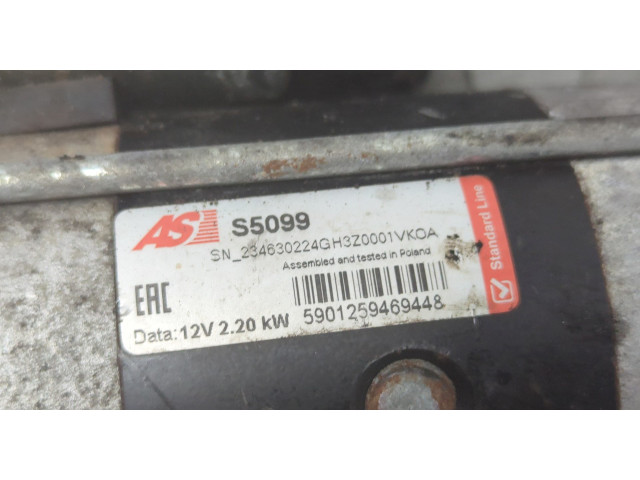 AS S5099
SN_234630224GH3Z0001VKOA
Assembled and tested in Poland
EAC
Data: 12V 2.20 kW
5901259469448
Standard Line